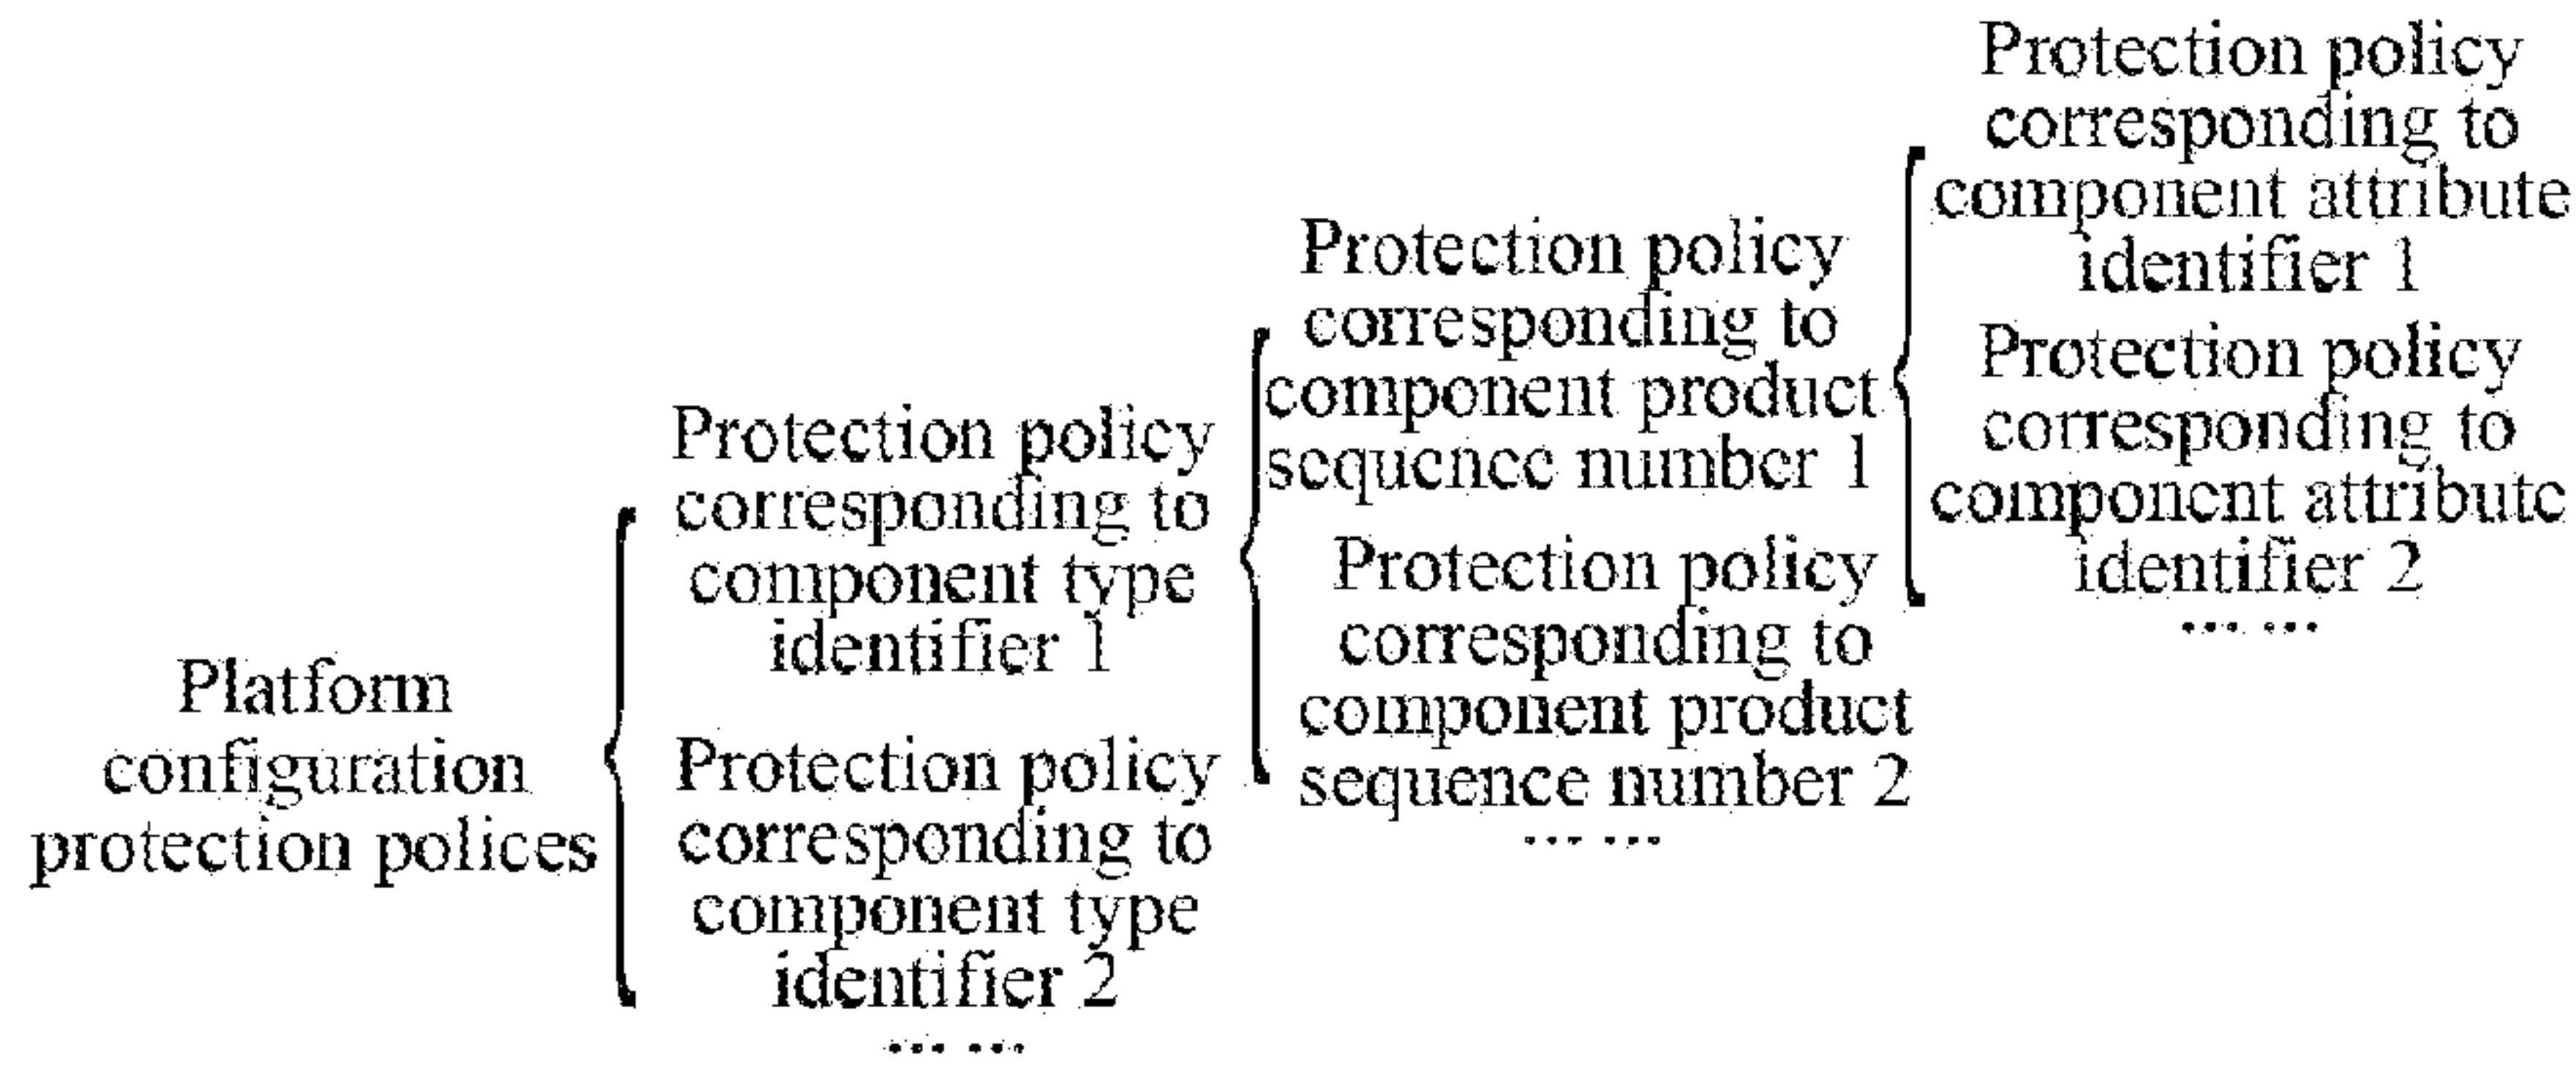 Platform
configuration
protection polices
Protection policy
corresponding to
component type
identifier 1
Protection policy
corresponding to
component type
identifier 2
... ...
Protection policy
corresponding to
component product
sequence number 1
Protection policy
corresponding to
component product
sequence number 2
... ...
Protection policy
corresponding to
component attribute
identifier 1
Protection policy
corresponding to
component attribute
identifier 2
... ...